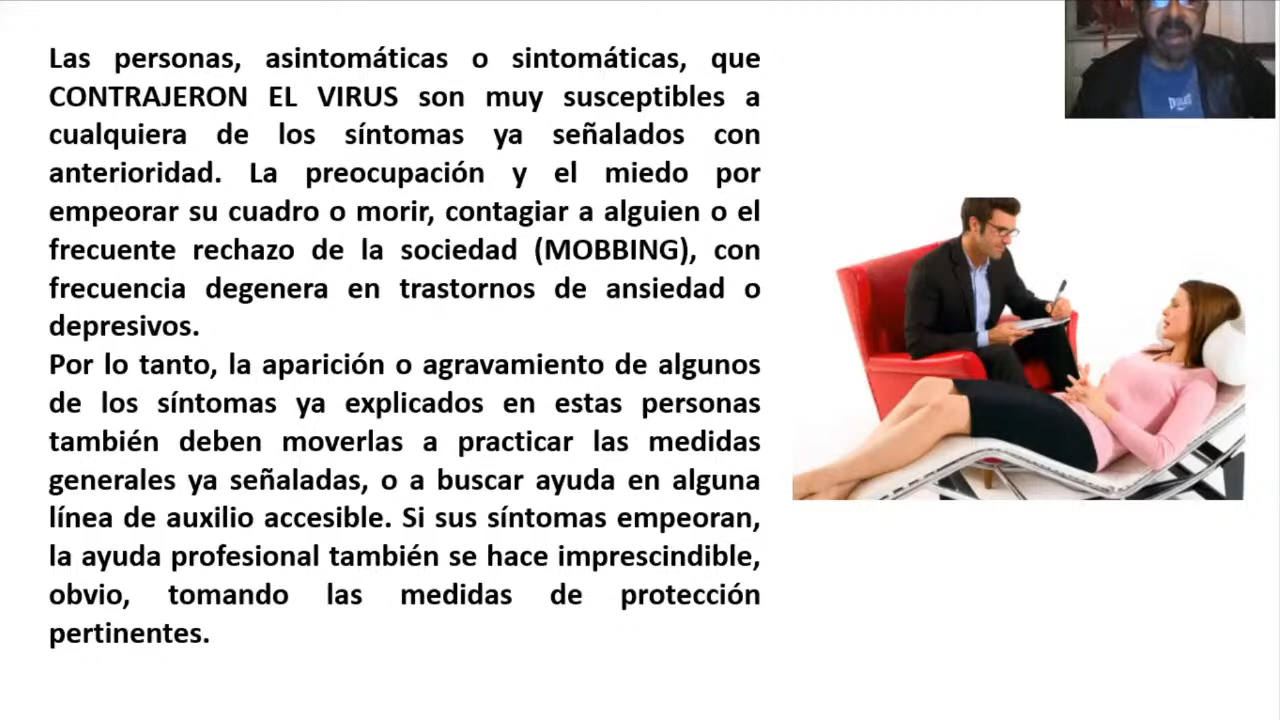 Las personas, asintomáticas o sintomáticas, que
CONTRAJERON EL VIRUS son muy susceptibles a
cualquiera de los síntomas ya señalados con
anterioridad. La preocupación y el miedo por
empeorar su cuadro o morir, contagiar a alguien o el
frecuente rechazo de la sociedad (MOBBING), con
frecuencia degenera en trastornos de ansiedad o
depresivos.
Por lo tanto, la aparición o agravamiento de algunos
de los síntomas ya explicados en estas personas
también deben moverlas a practicar las medidas
generales ya señaladas, o a buscar ayuda en alguna
línea de auxilio accesible. Si sus síntomas empeoran,
la ayuda profesional también se hace imprescindible,
obvio, tomando las medidas de protección
pertinentes.